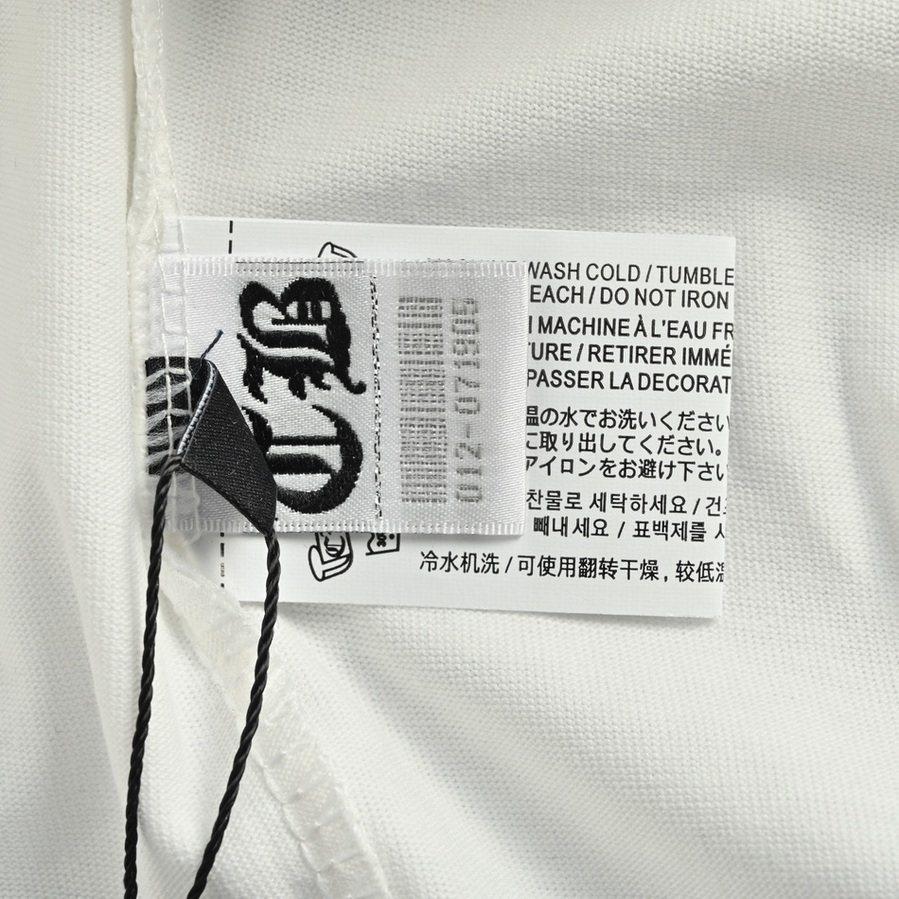 CB
012-071805
WASH COLD / TUMBLE
EACH / DO NOT IRON
MACHINE À L'EAU FR
TURE / RETIRER IMMÉ
PASSER LA DECORAT
温の水でお洗いください
に取り出してください。
アイロンをお避け下さい
찬물로 세탁하세요 / 건
빼내세요 / 표백제를
冷水机洗 / 可使用翻转干燥，较低温